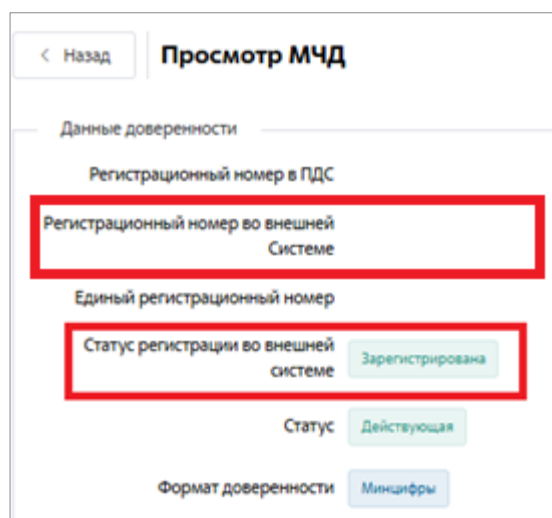 < Назад
Просмотр МЧД
Данные доверенности
Регистрационный номер в ПДС
Регистрационный номер во внешней
Системе
Единый регистрационный номер
Статус регистрации во внешней
системе
Зарегистрирована
Статус
Действующая
Формат доверенности
Минцифры